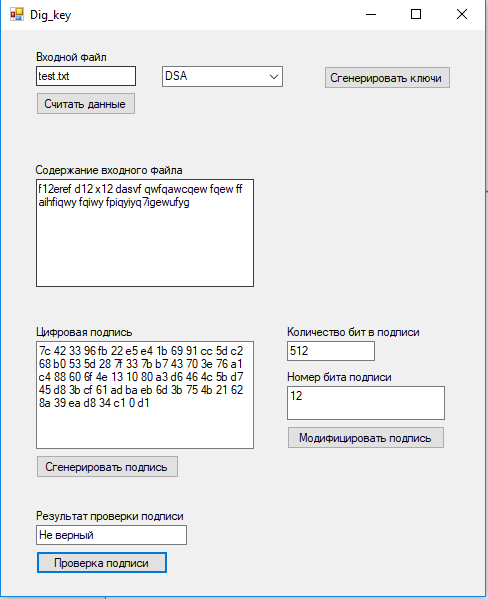 Dig_key
Входной файл
test.txt
DSA
Сгенерировать ключи
Считать данные
Содержание входного файла
f12eref d12 x12 dasvf qwfqawcqew fqew ff
aihfiqwy fqiwy fpiqyiyq7igewufyg
Цифровая подпись
7c 42 33 96 fb 22 e5 e4 1b 69 91 cc 5d c2
68 b0 53 5d 28 7f 33 7b b7 43 70 3e 76 a1
c4 88 60 6f 4e 13 10 80 a3 d6 46 4c 5b d7
45 d8 3b cf 61 ad ba eb 6d 3b 75 4b 21 62
8a 39 ea d8 34 c1 0 d1
Количество бит в подписи
512
Номер бита подписи
12
Модифицировать подпись
Сгенерировать подпись
Результат проверки подписи
Не верный
Проверка подписи